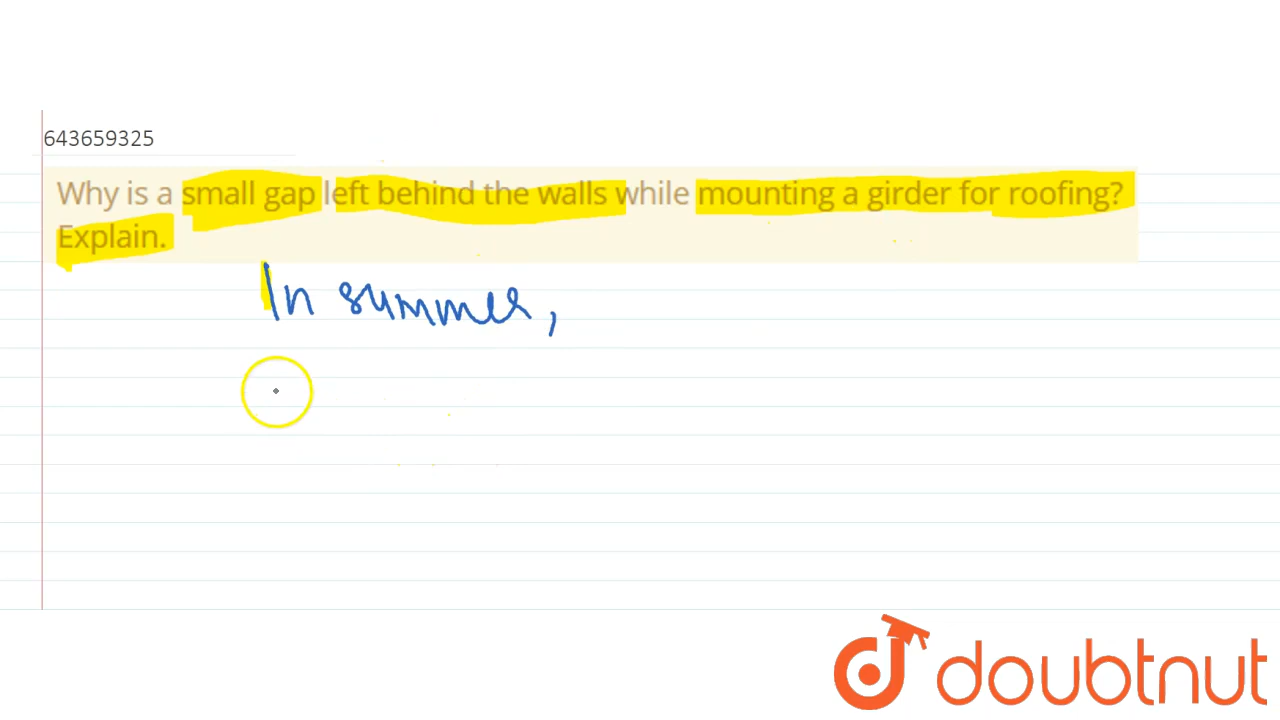 643659325
Why is a small gap left behind the walls while mounting a girder for roofing?
Explain.
In summer,
doubtnut